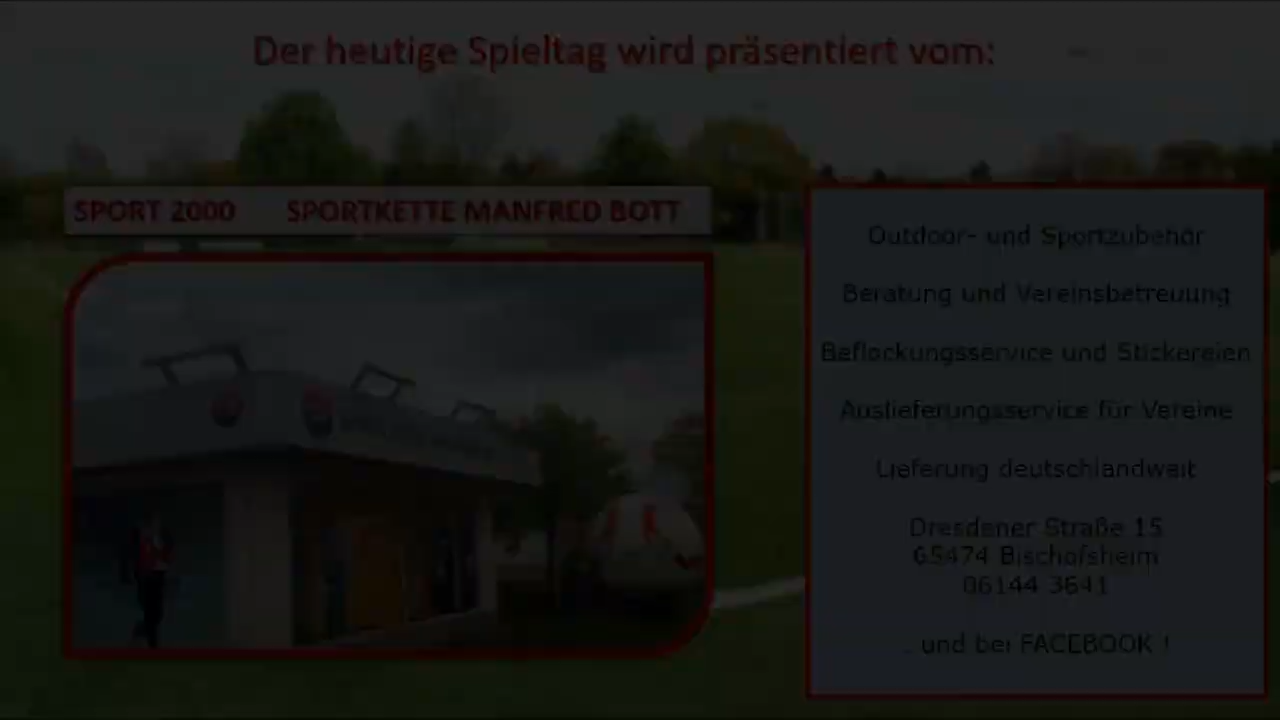 Der heutige Spieltag wird präsentiert vom:
SPORT 2000 SPORTKETTE MANFRED BOTT
Outdoor- und Sportzubehör
Beratung und Vereinsbetreuung
Beflockungsservice und Stickereien
Auslieferungsservice für Vereine
Lieferung deutschlandweit
Dresdener Straße 15
65474 Bischofsheim
06144 3641
und bei FACEBOOK !